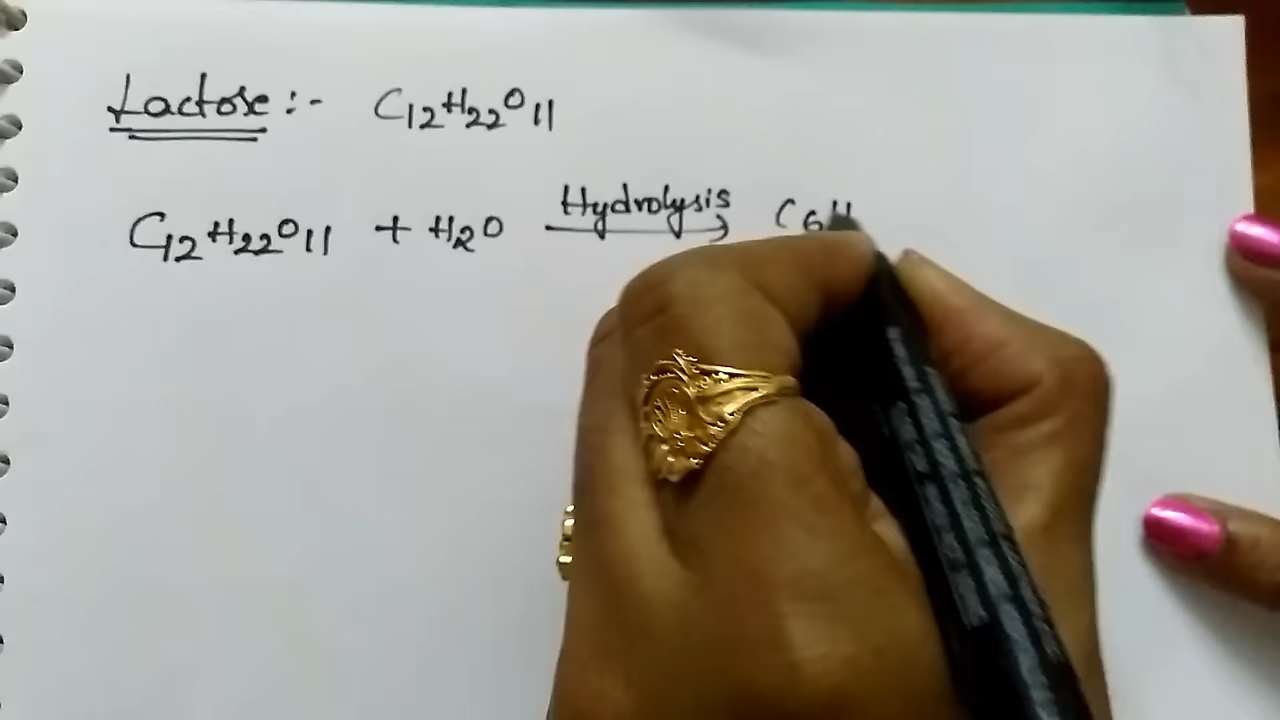 Lactose :- C12H22O11
C12H22O11 + H2O Hydrolysis → C6H